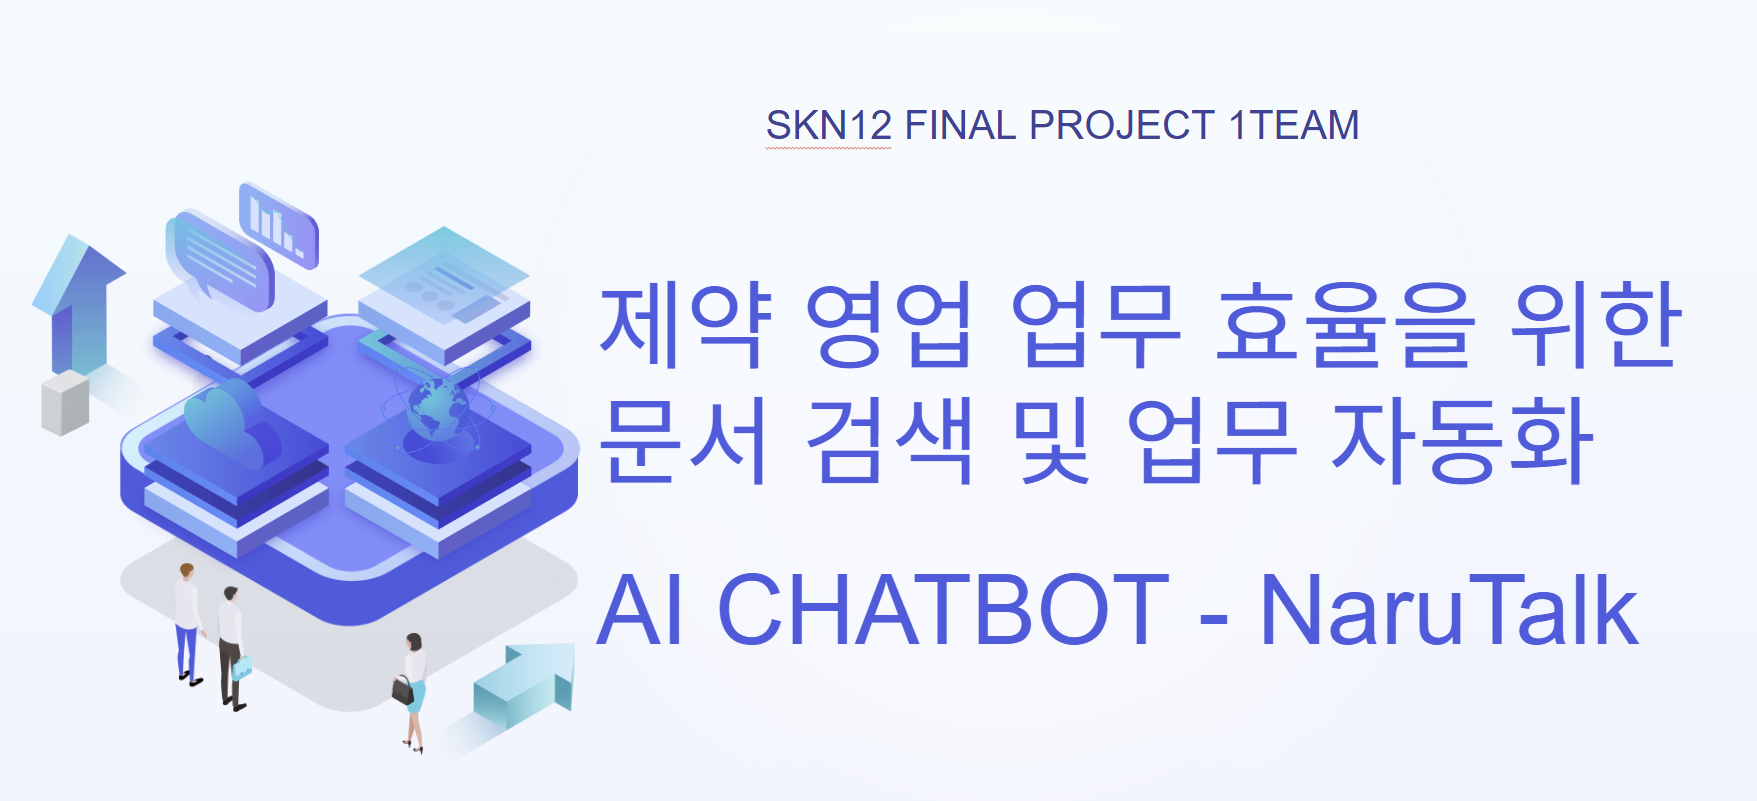 SKN12 FINAL PROJECT 1TEAM
제약 영업 업무 효율을 위한
문서 검색 및 업무 자동화
AI CHATBOT - NaruTalk